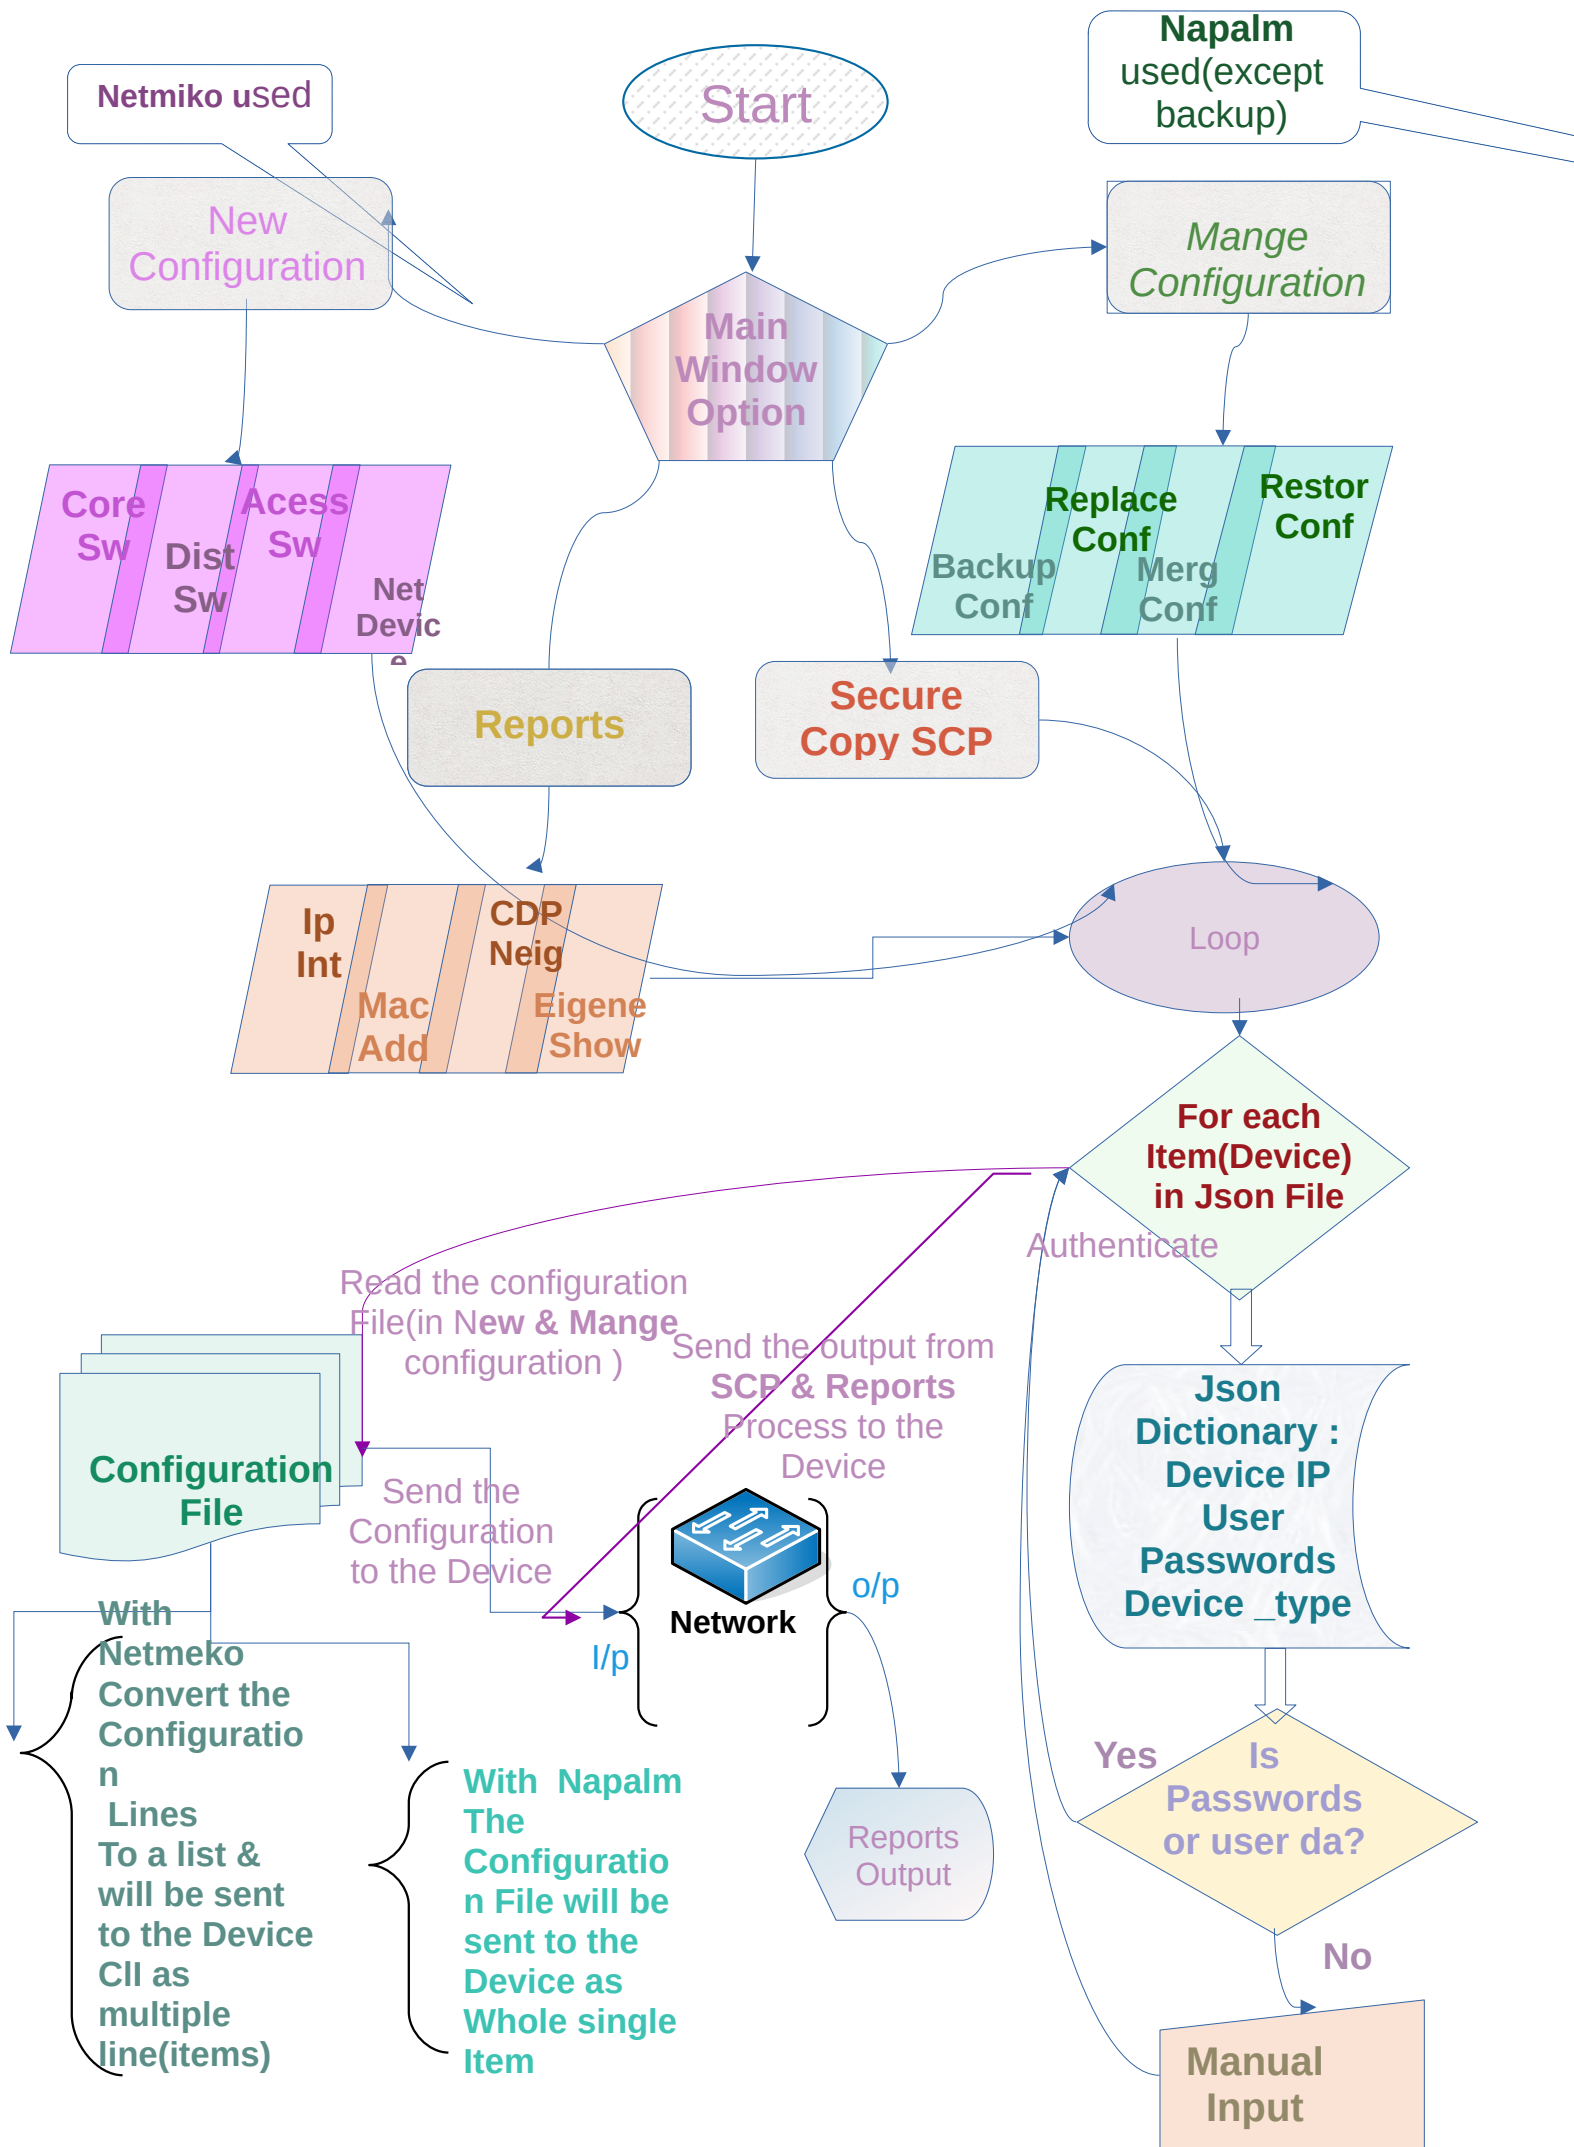 Napalm
used(except
backup)
Netmiko used
Start
New
Configuration
Mange
Configuration
Main
Window
Option
Core
Sw
Dist
Sw
Acess
Sw
Net
Devic
e
Backup
Conf
Replace
Conf
Merg
Conf
Restor
Conf
Reports
Secure
Copy SCP
Ip
Int
Mac
Add
CDP
Neig
Eigene
Show
Loop
For each
Item(Device)
in Json File
Authenticate
Read the configuration
File(in New & Mange
configuration )
Send the output from
SCP & Reports
Process to the
Device
Configuration
File
Send the
Configuration
to the Device
Json
Dictionary :
Device IP
User
Passwords
Device _type
Network
o/p
I/p
With
Netmeko
Convert the
Configuratio
n
Lines
To a list &
will be sent
to the Device
ClI as
multiple
line(items)
With Napalm
The
Configuratio
n File will be
sent to the
Device as
Whole single
Item
Reports
Output
Yes
Is
Passwords
or user da?
No
Manual
Input